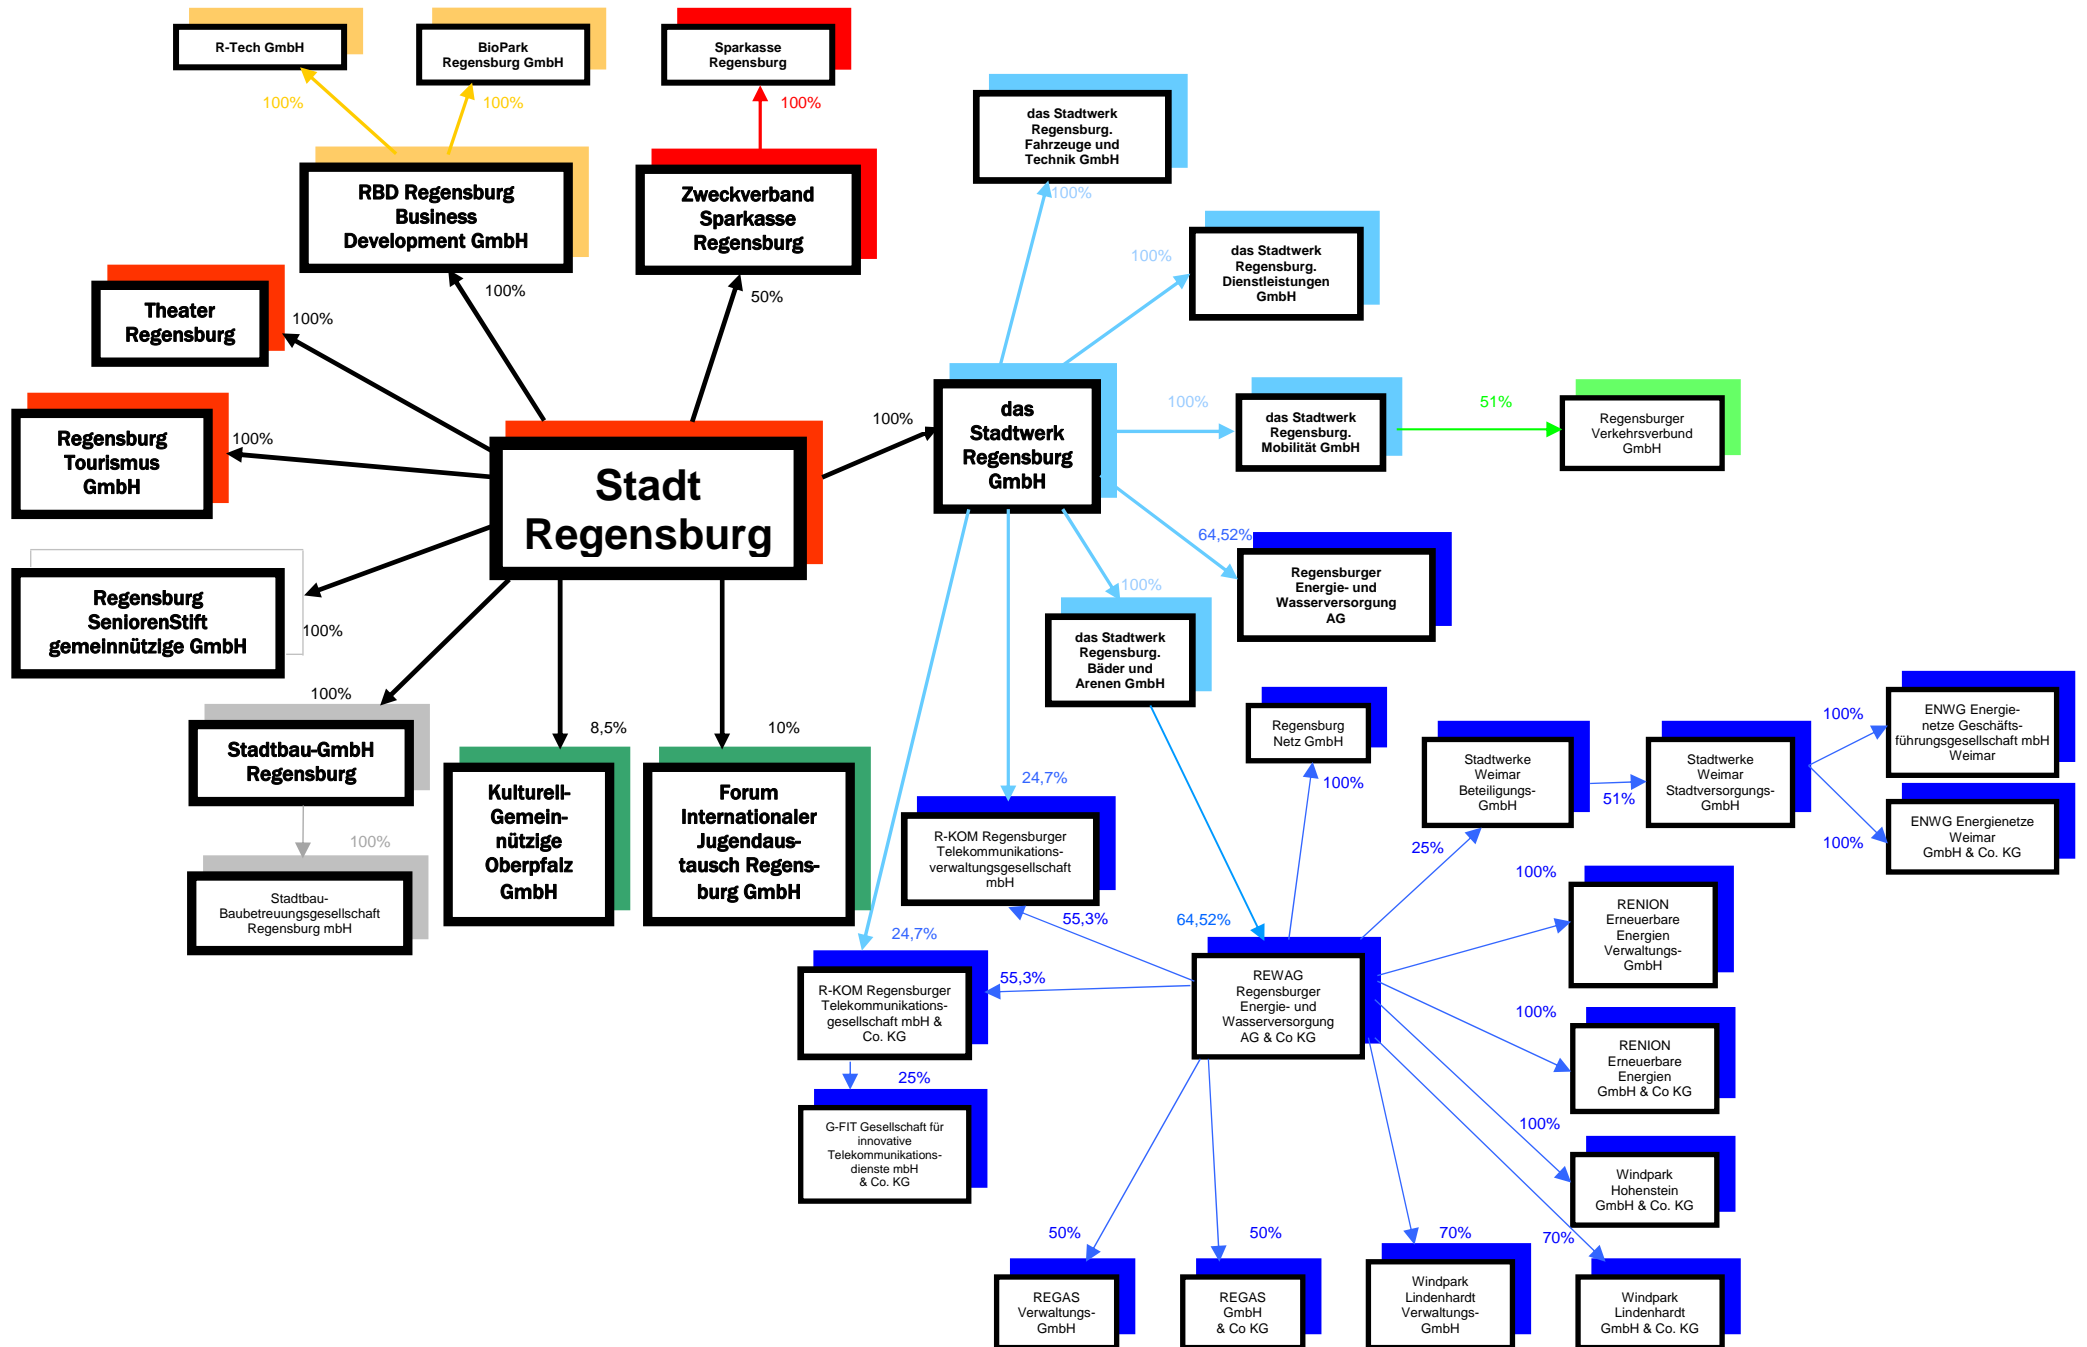 R-Tech GmbH
BioPark
Regensburg GmbH
Sparkasse
Regensburg
100%
100%
100%
das Stadtwerk
Regensburg.
Fahrzeuge und
Technik GmbH
100%
RBD Regensburg
Business
Development GmbH
Zweckverband
Sparkasse
Regensburg
100%
50%
100%
das Stadtwerk
Regensburg.
Dienstleistungen
GmbH
Theater
Regensburg
100%
Regensburg
Tourismus
GmbH
100%
Stadt
Regensburg
100%
das
Stadtwerk
Regensburg
GmbH
100%
das Stadtwerk
Regensburg.
Mobilität GmbH
51%
Regensburger
Verkehrsverbund
GmbH
64,52%
Regensburger
Energie- und
Wasserversorgung
AG
100%
das Stadtwerk
Regensburg.
Bäder und
Arenen GmbH
Regensburg
SeniorenStift
gemeinnützige GmbH
100%
100%
Stadtbau-GmbH
Regensburg
100%
Stadtbau-
Baubetreuungsgesellschaft
Regensburg mbH
8,5%
Kulturell-
Gemein-
nützige
Oberpfalz
GmbH
10%
Forum
Internationaler
Jugendaus-
tausch Regens-
burg GmbH
24,7%
R-KOM Regensburger
Telekommunikations-
verwaltungsgesellschaft
mbH
55,3%
24,7%
55,3%
R-KOM Regensburger
Telekommunikations-
gesellschaft mbH &
Co. KG
25%
G-FIT Gesellschaft für
innovative
Telekommunikations-
dienste mbH
& Co. KG
64,52%
REWAG
Regensburger
Energie- und
Wasserversorgung
AG & Co KG
Regensburg
Netz GmbH
100%
25%
Stadtwerke
Weimar
Beteiligungs-
GmbH
51%
Stadtwerke
Weimar
Stadtversorgungs-
GmbH
100%
ENWG Energie-
netze Geschäfts-
führungsgesellschaft mbH
Weimar
100%
ENWG Energienetze
Weimar
GmbH & Co. KG
100%
RENION
Erneuerbare
Energien
Verwaltungs-
GmbH
100%
RENION
Erneuerbare
Energien
GmbH & Co KG
100%
Windpark
Hohenstein
GmbH & Co. KG
50%
REGAS
Verwaltungs-
GmbH
50%
REGAS
GmbH
& Co KG
70%
Windpark
Lindenhardt
Verwaltungs-
GmbH
70%
Windpark
Lindenhardt
GmbH & Co. KG